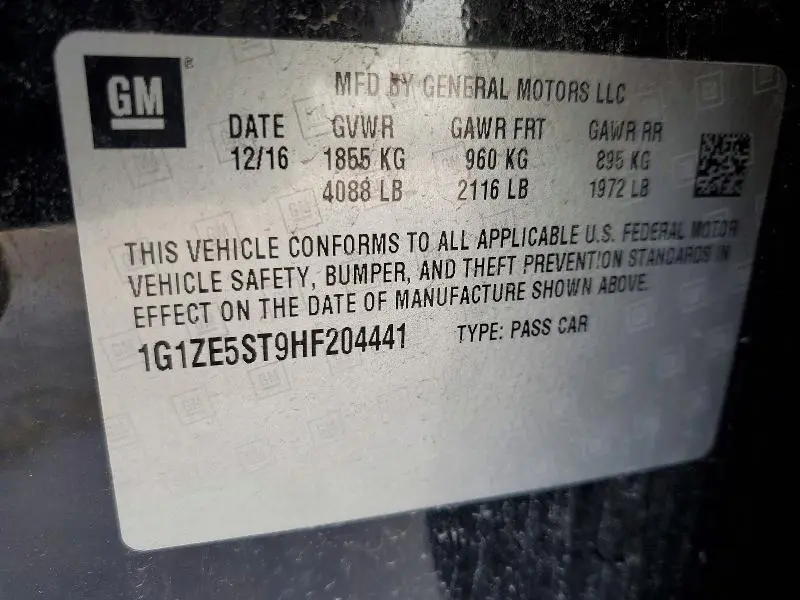 GM
®
MFD BY GENERAL MOTORS LLC
DATE GVWR GAWR FRT GAWR RR
12/16 1855 KG 960 KG 895 KG
4088 LB 2116 LB 1972 LB
THIS VEHICLE CONFORMS TO ALL APPLICABLE U.S. FEDERAL MOTOR
VEHICLE SAFETY, BUMPER, AND THEFT PREVENTION STANDARDS IN
EFFECT ON THE DATE OF MANUFACTURE SHOWN ABOVE.
1G1ZE5ST9HF204441 TYPE: PASS CAR